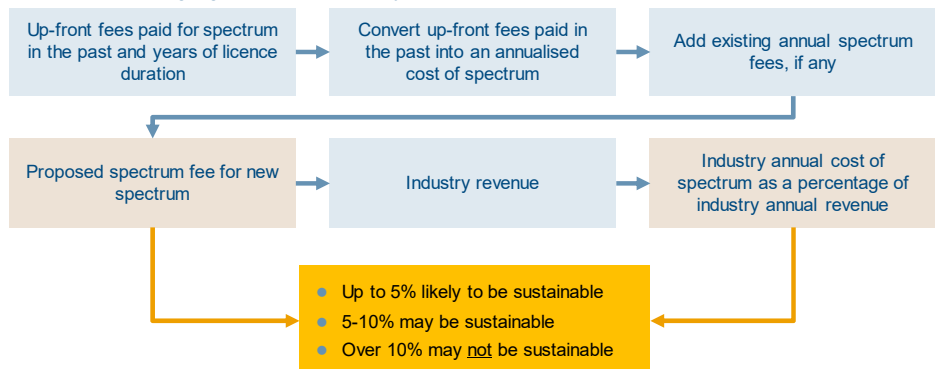 Up-front fees paid for spectrum
in the past and years of licence
duration
Convert up-front fees paid in
the past into an annualised
cost of spectrum
Add existing annual spectrum
fees, if any
Proposed spectrum fee for new
spectrum
Industry revenue
Industry annual cost of
spectrum as a percentage of
industry annual revenue
● Up to 5% likely to be sustainable
● 5-10% may be sustainable
● Over 10% may not be sustainable